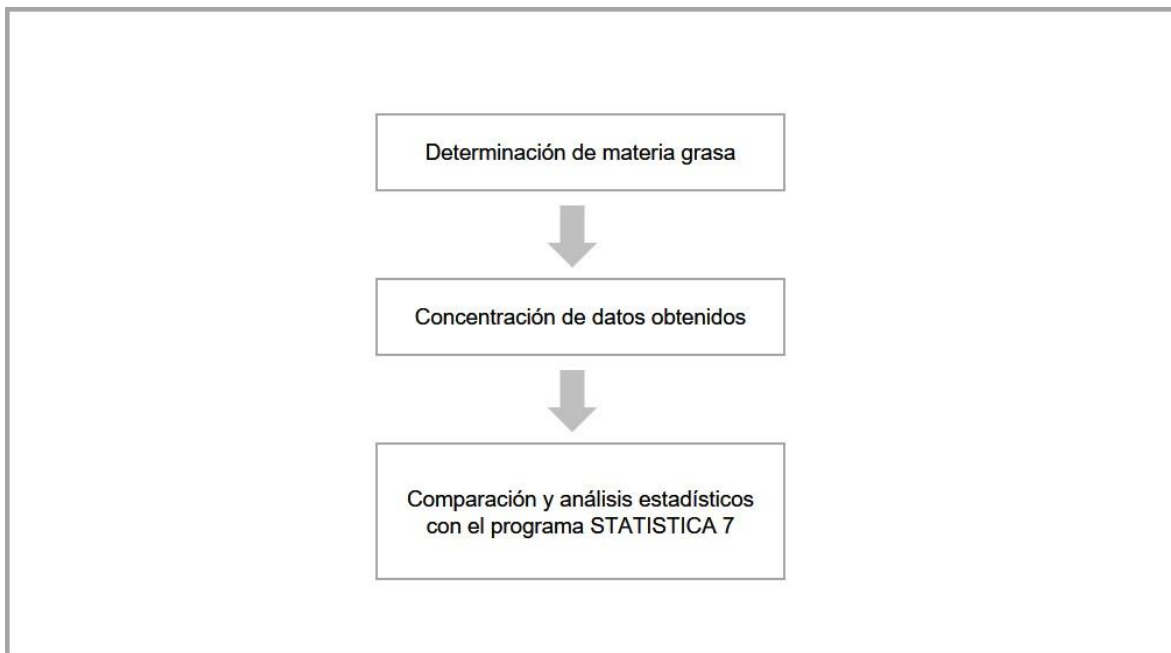 Determinación de materia grasa
Concentración de datos obtenidos
Comparación y análisis estadísticos
con el programa STATISTICA 7